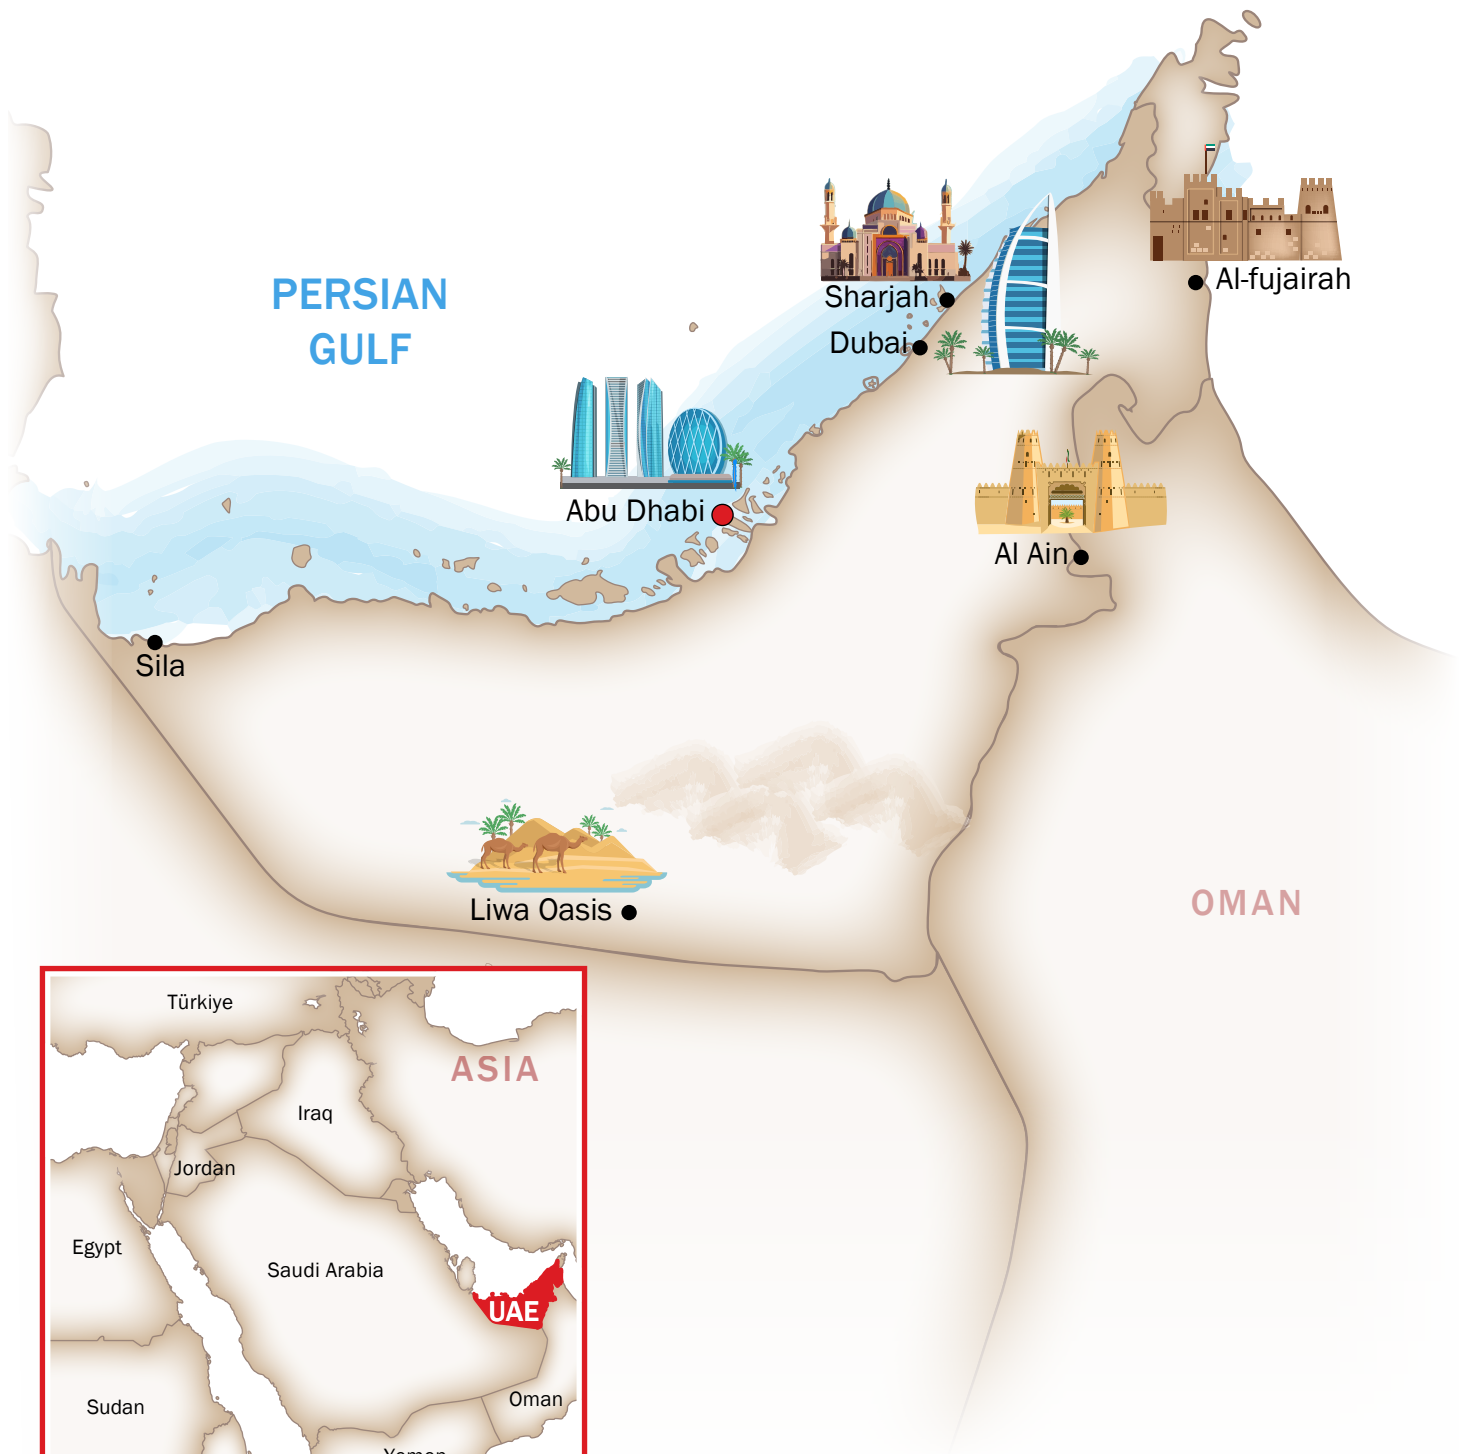 PERSIAN
GULF
Sharjah
Dubai
Al-fujairah
Abu Dhabi
Al Ain
Sila
Liwa Oasis
OMAN
Türkiye
ASIA
Iraq
Jordan
Egypt
Saudi Arabia
UAE
Sudan
Oman
Yemen